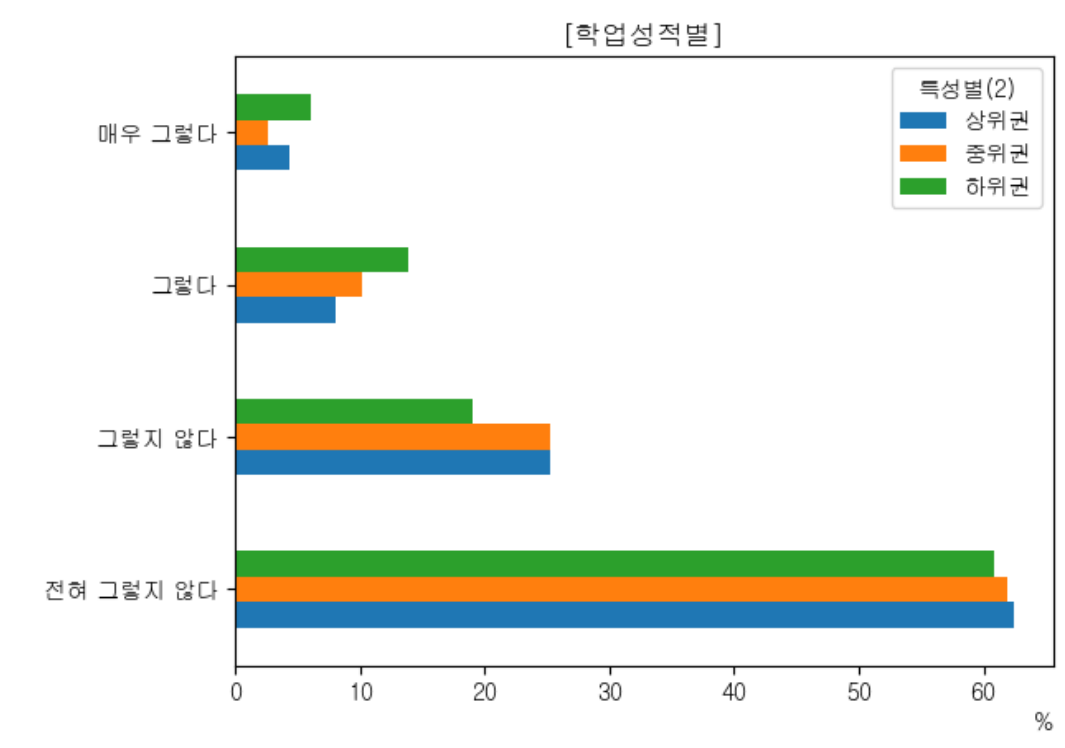 [학업성적별]
특성별(2)
상위권
중위권
하위권
매우 그렇다
그렇다
그렇지 않다
전혀 그렇지 않다
0 10 20 30 40 50 60
%